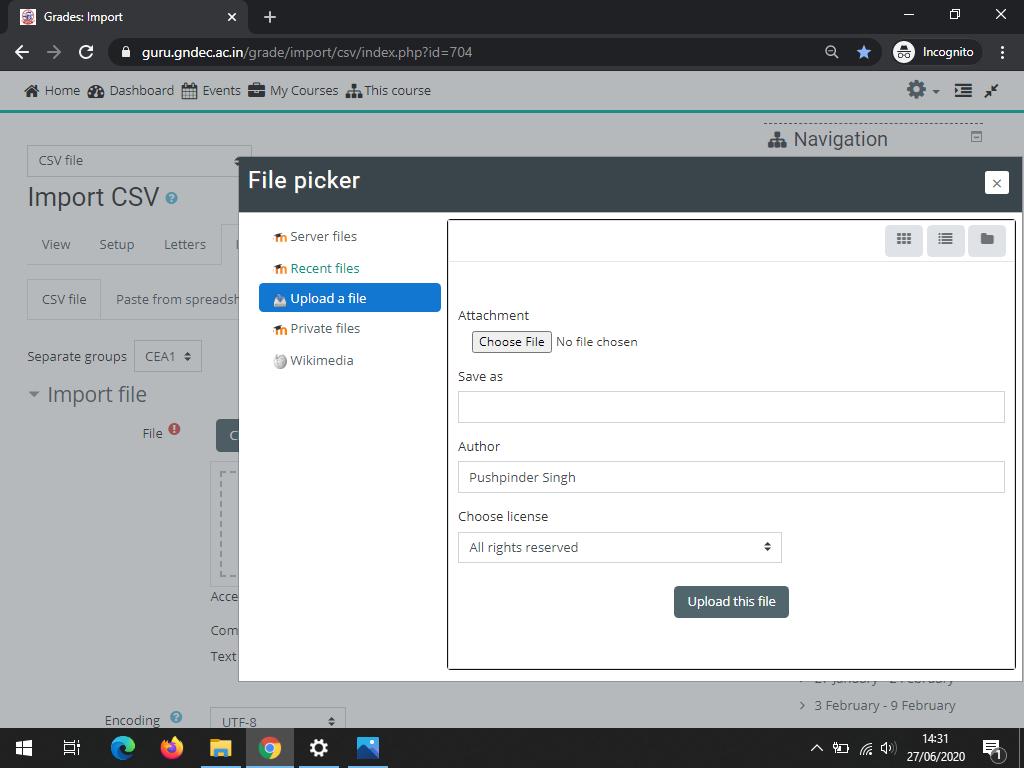 Grades: Import
guru.gndec.ac.in/grade/import/csv/index.php?id=704
Incognito
Home Dashboard Events My Courses This course
Navigation
CSV file
Import CSV
File picker
View Setup Letters
CSV file Paste from spreadsh
Separate groups CEA1
Import file
File
Server files
Recent files
Upload a file
Private files
Wikimedia
Attachment
Choose File No file chosen
Save as
Author
Pushpinder Singh
Choose license
All rights reserved
Upload this file
Acce
Com
Text
Encoding UTF-8
3 February - 9 February
14:31
27/06/2020
1